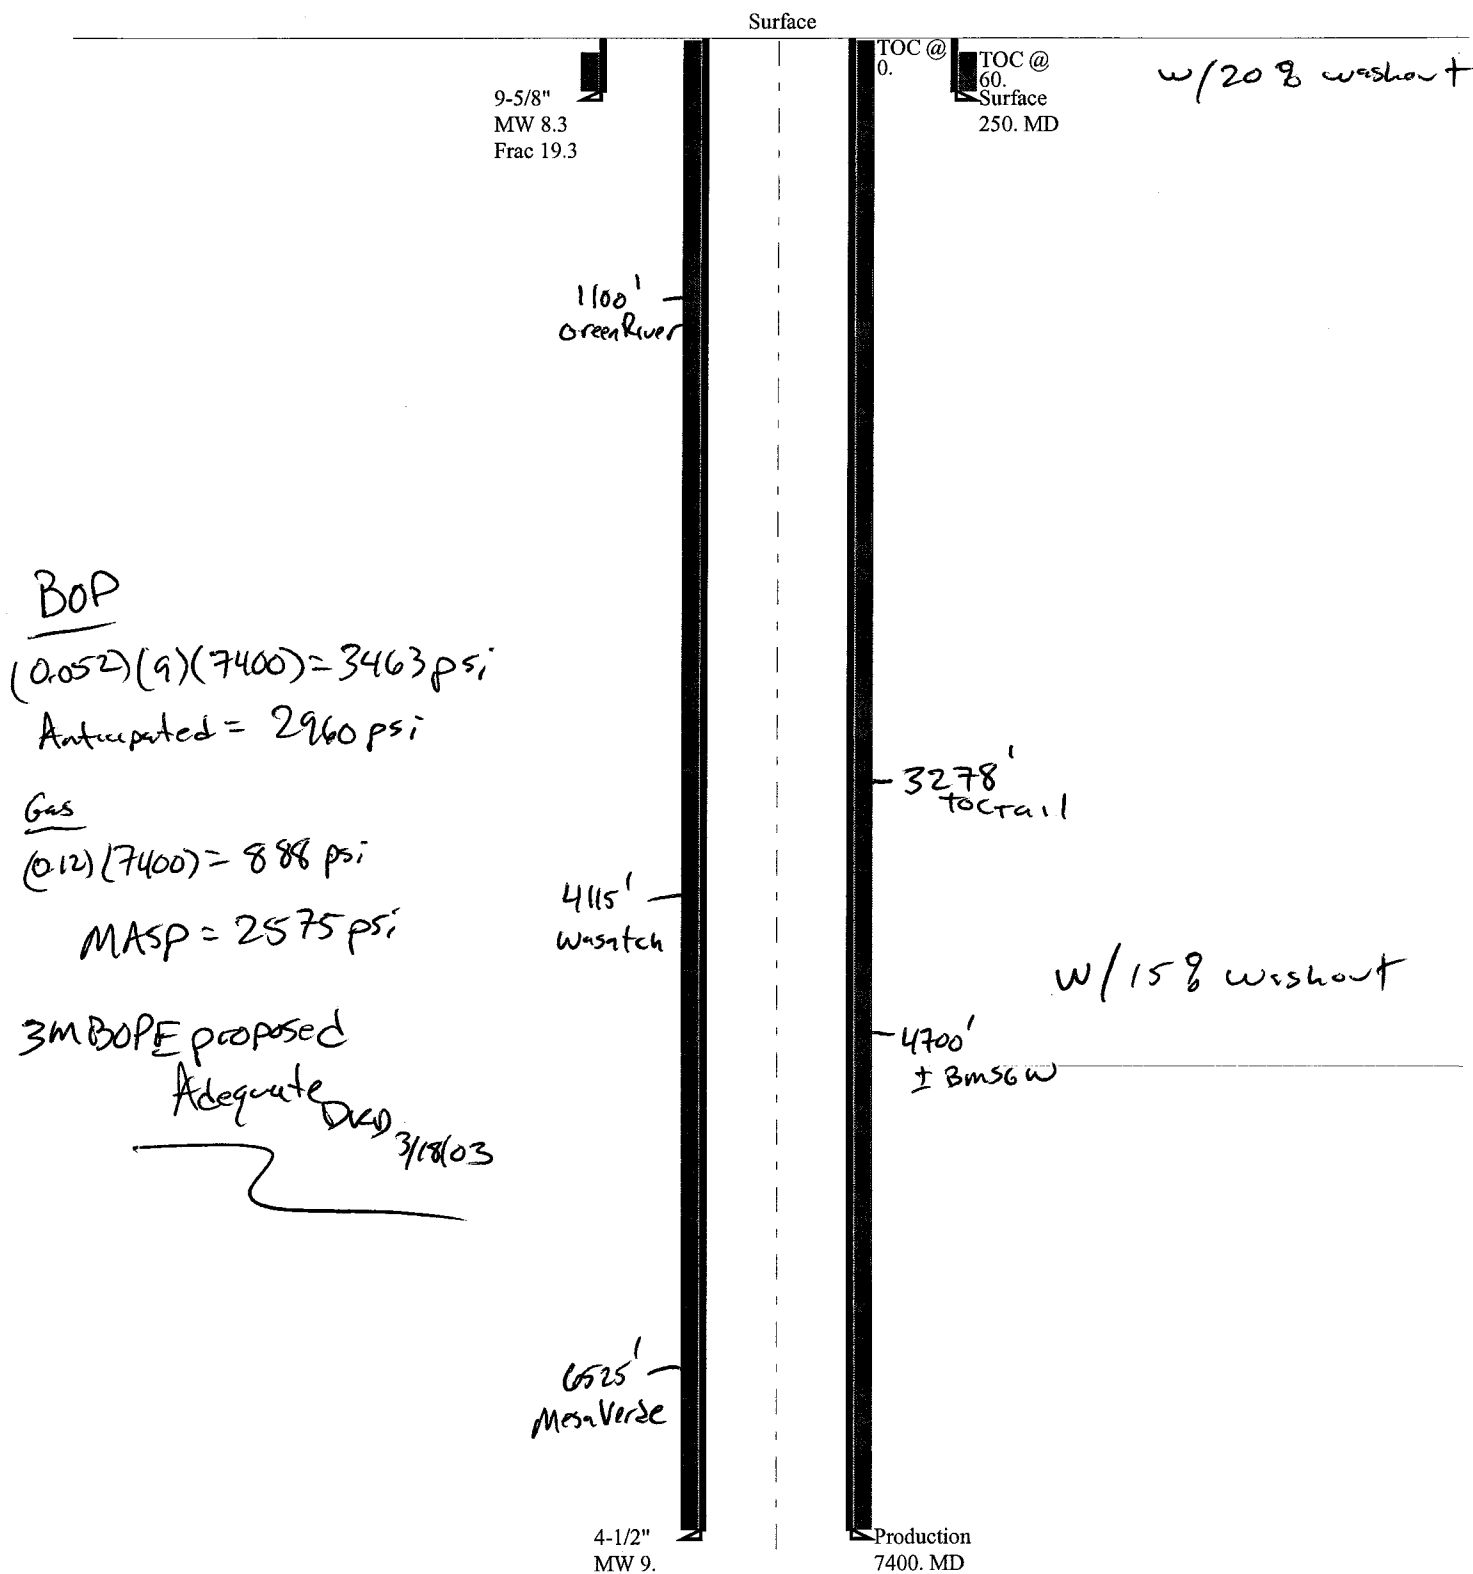 Surface
TOC @
0.
TOC @
60.
Surface
250. MD
w/20 % washout
9-5/8"
MW 8.3
Frac 19.3
1100'
Green River
BOP
(0.052)(9)(7400)= 3463 psi
Anticipated = 2960 psi
Gas
(0.12)(7400)= 888 psi
MASP = 2575 psi
3M BOPE proposed
Adequate
DKD 3/18/03
3278'
TOC Tail
4115'
Wasatch
w/15 % washout
4700'
± BMSGW
6525'
MesaVerde
4-1/2"
MW 9.
Production
7400. MD